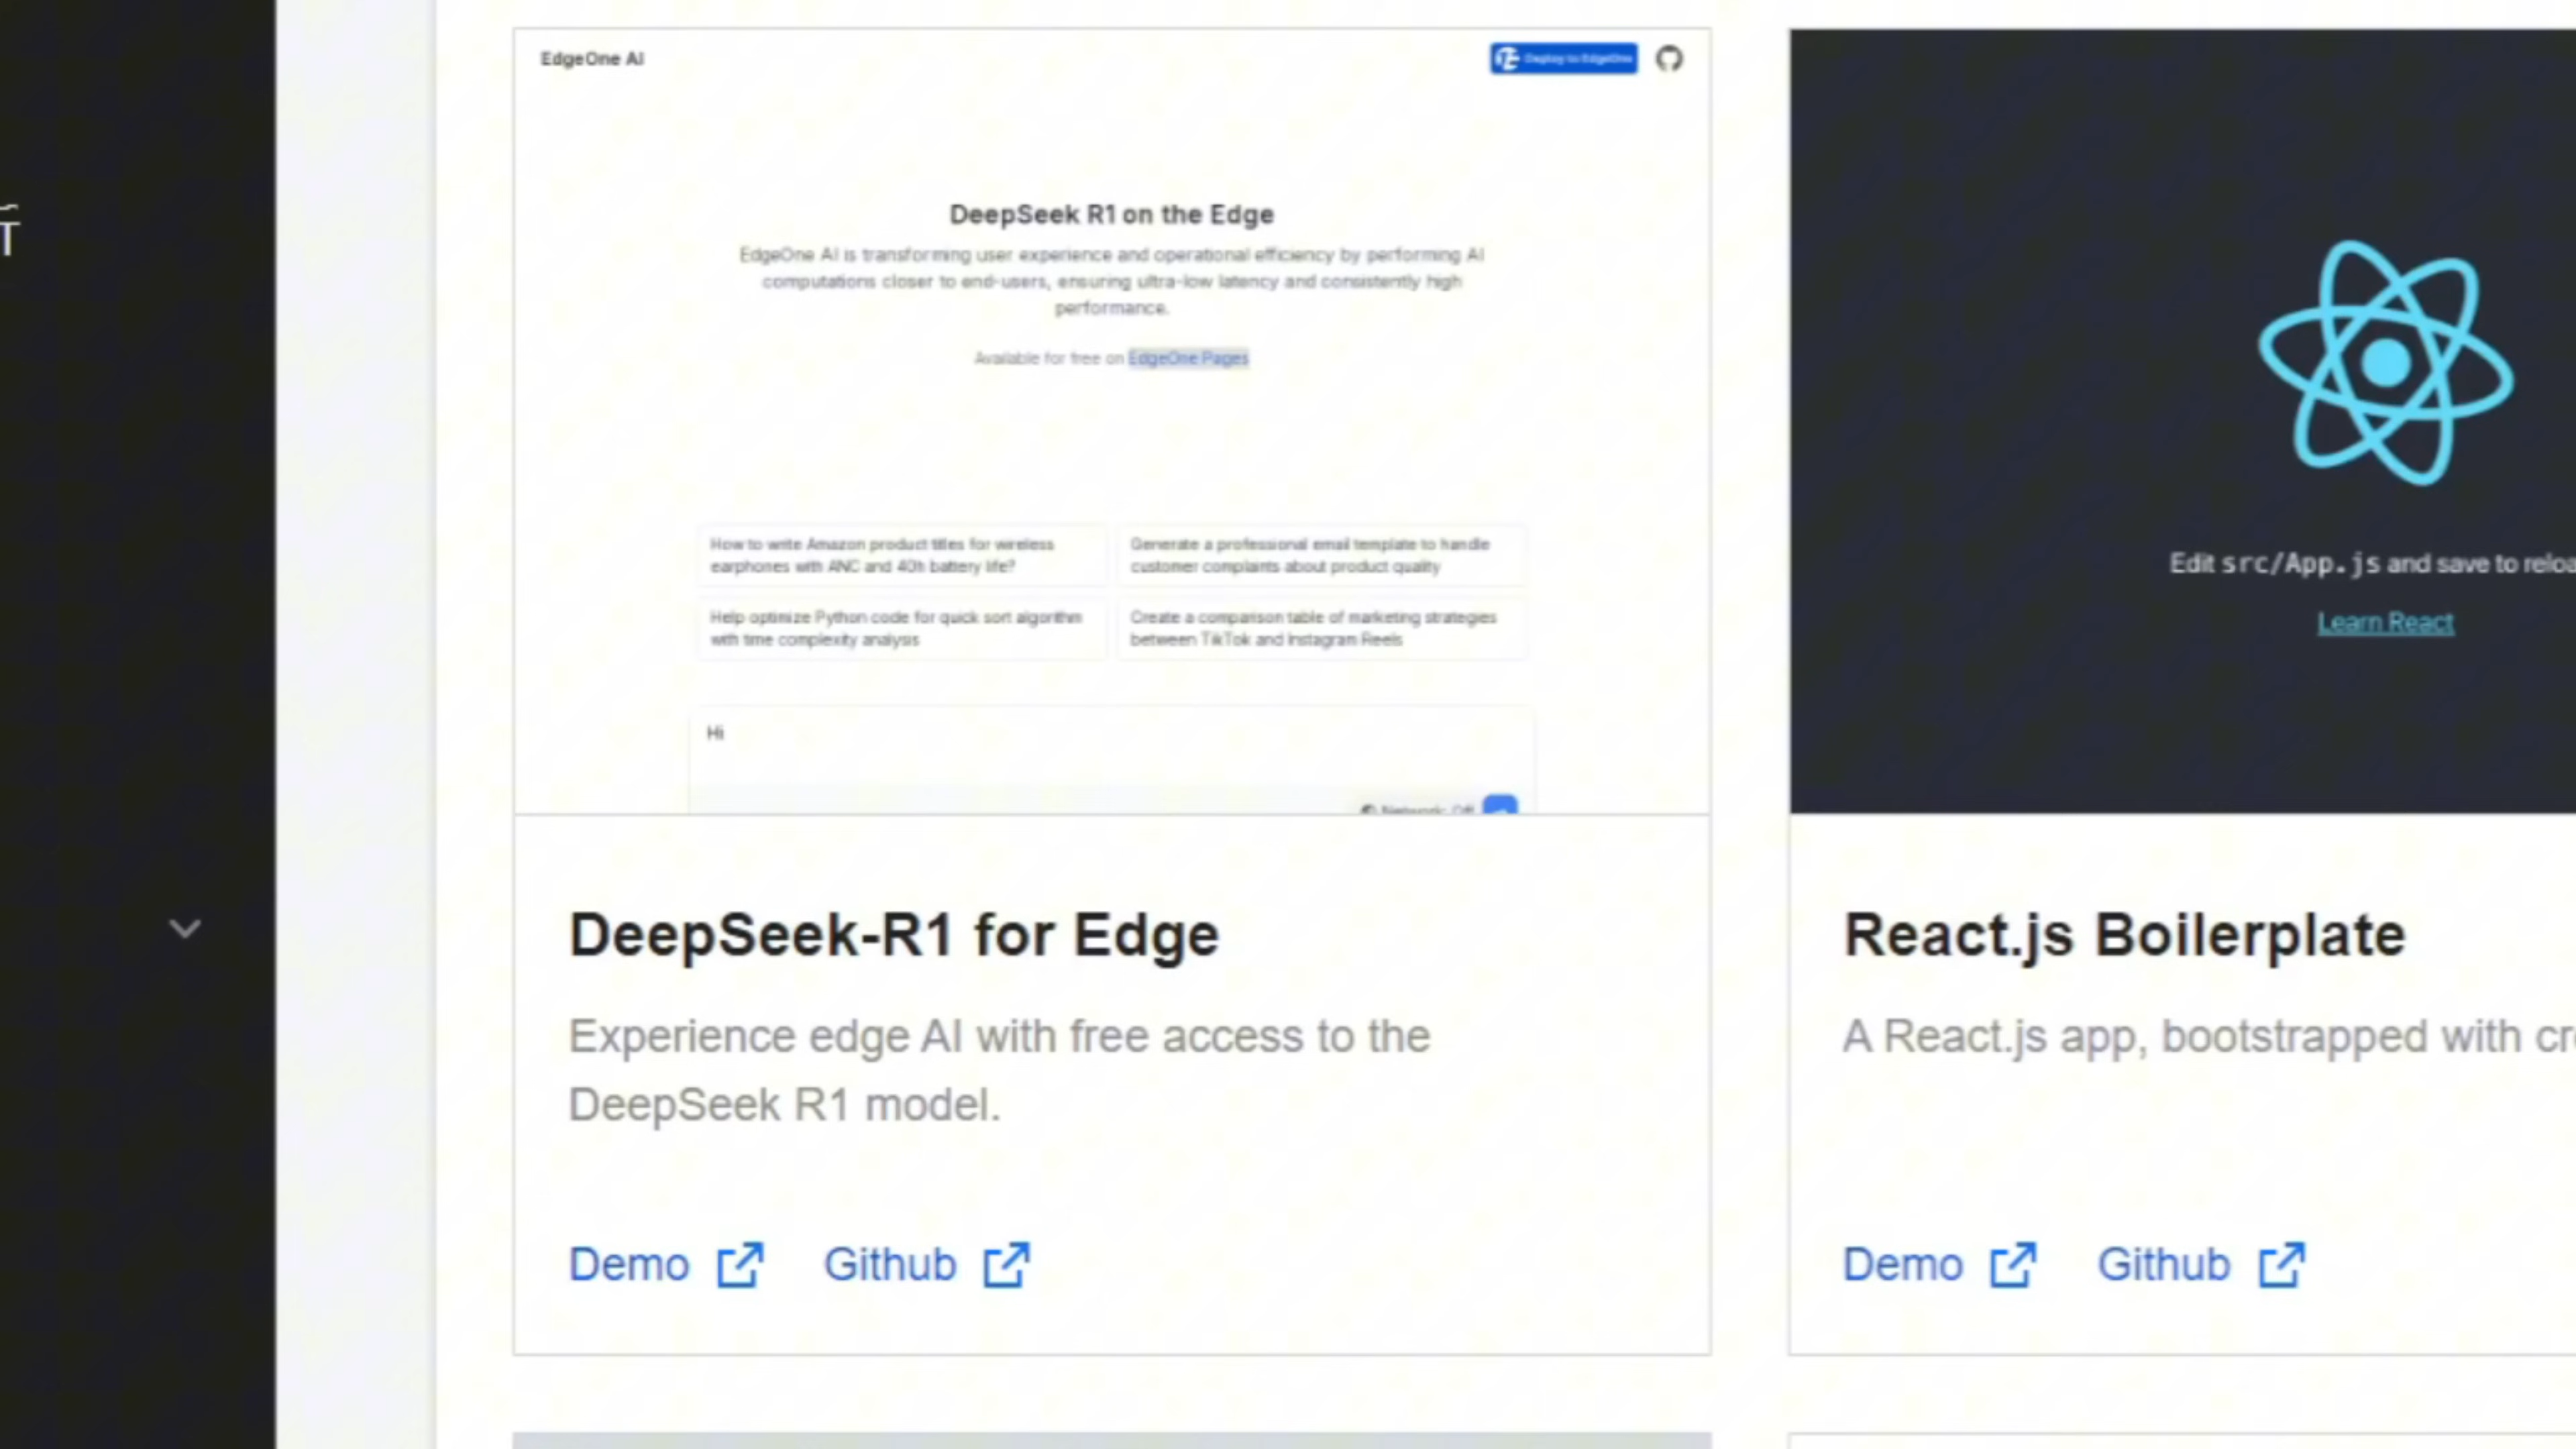 EdgeOne AI
Deploy to EdgeOne
DeepSeek R1 on the Edge
EdgeOne AI is transforming user experience and operational efficiency by performing AI
computations closer to end-users, ensuring ultra-low latency and consistently high
performance.
Available for free on EdgeOne Pages
How to write Amazon product titles for wireless
earphones with ANC and 40h battery life?
Generate a professional email template to handle
customer complaints about product quality
Help optimize Python code for quick sort algorithm
with time complexity analysis
Create a comparison table of marketing strategies
between TikTok and Instagram Reels
Hi
Network: Off
DeepSeek-R1 for Edge
Experience edge AI with free access to the
DeepSeek R1 model.
Demo Github
Edit src/App.js and save to reloa
Learn React
React.js Boilerplate
A React.js app, bootstrapped with cr
Demo Github